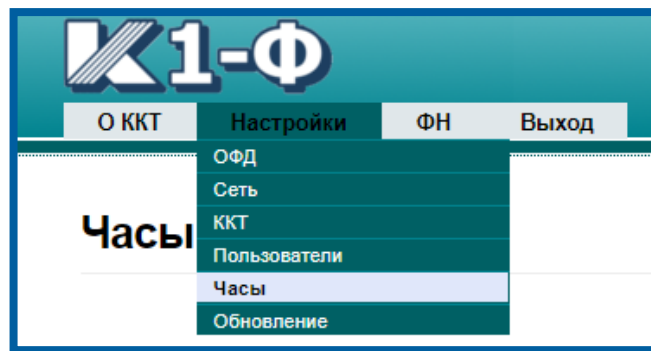 К1-Ф
О ККТ Настройки ФН Выход
ОФД
Сеть
ККТ
Часы
Пользователи
Часы
Обновление